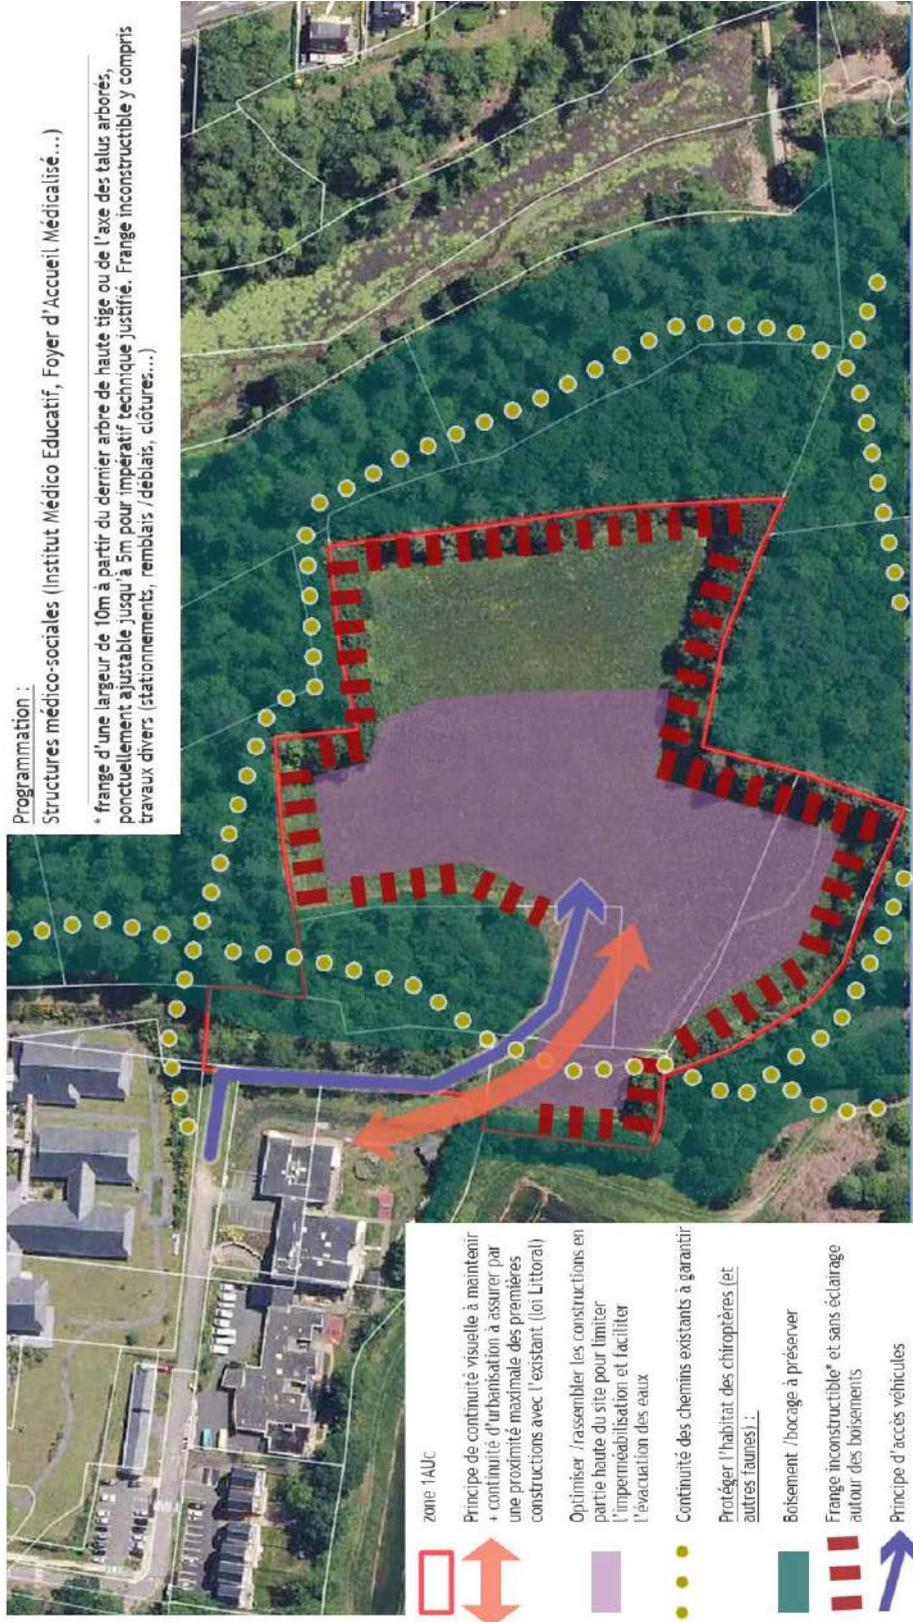 Programmation :
Structures médico-sociales (Institut Médico Educatif, Foyer d'Accueil Médicalisé...)
* frange d'une largeur de 10m à partir du dernier arbre de haute tige ou de l'axe des talus arborés,
ponctuellement ajustable jusqu'à 5m pour impératif technique justifié. Frange inconstructible y compris
travaux divers (stationnements, remblais /déblais, clôtures...)
zone 1AUc
Principe de continuité visuelle à maintenir
+ continuité d'urbanisation à assurer par
une proximité maximale des premières
constructions avec l'existant (loi Littoral)
Optimiser /rassembler les constructions en
partie haute du site pour limiter
l'imperméabilisation et faciliter
l'évacuation des eaux
Continuité des chemins existants à garantir
Protéger l'habitat des chiroptères (et
autres faunes) :
Boisement /bocage à préserver
Frange inconstructible* et sans éclairage
autour des boisements
Principe d'accès véhicules